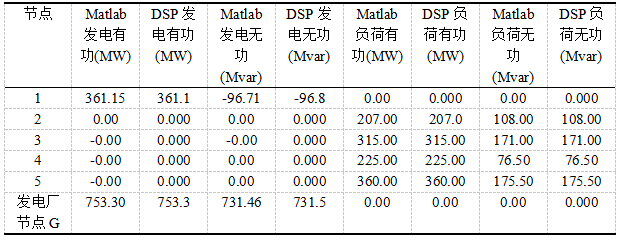 节点 Matlab 发电有功(MW) DSP 发电有功(MW) Matlab 发电无功(Mvar) DSP 发电无功(Mvar) Matlab 负荷有功(MW) DSP 负荷有功(MW) Matlab 负荷无功(Mvar) DSP 负荷无功(Mvar)
1 361.15 361.1 -96.71 -96.8 0.00 0.000 0.00 0.000
2 0.00 0.000 0.00 0.000 207.00 207.0 108.00 108.00
3 -0.00 0.000 -0.00 0.000 315.00 315.00 171.00 171.00
4 -0.00 0.000 0.00 0.000 225.00 225.00 76.50 76.50
5 -0.00 0.000 0.00 0.000 360.00 360.00 175.50 175.50
发电厂节点 G 753.30 753.3 731.46 731.5 0.00 0.00 0.00 0.000